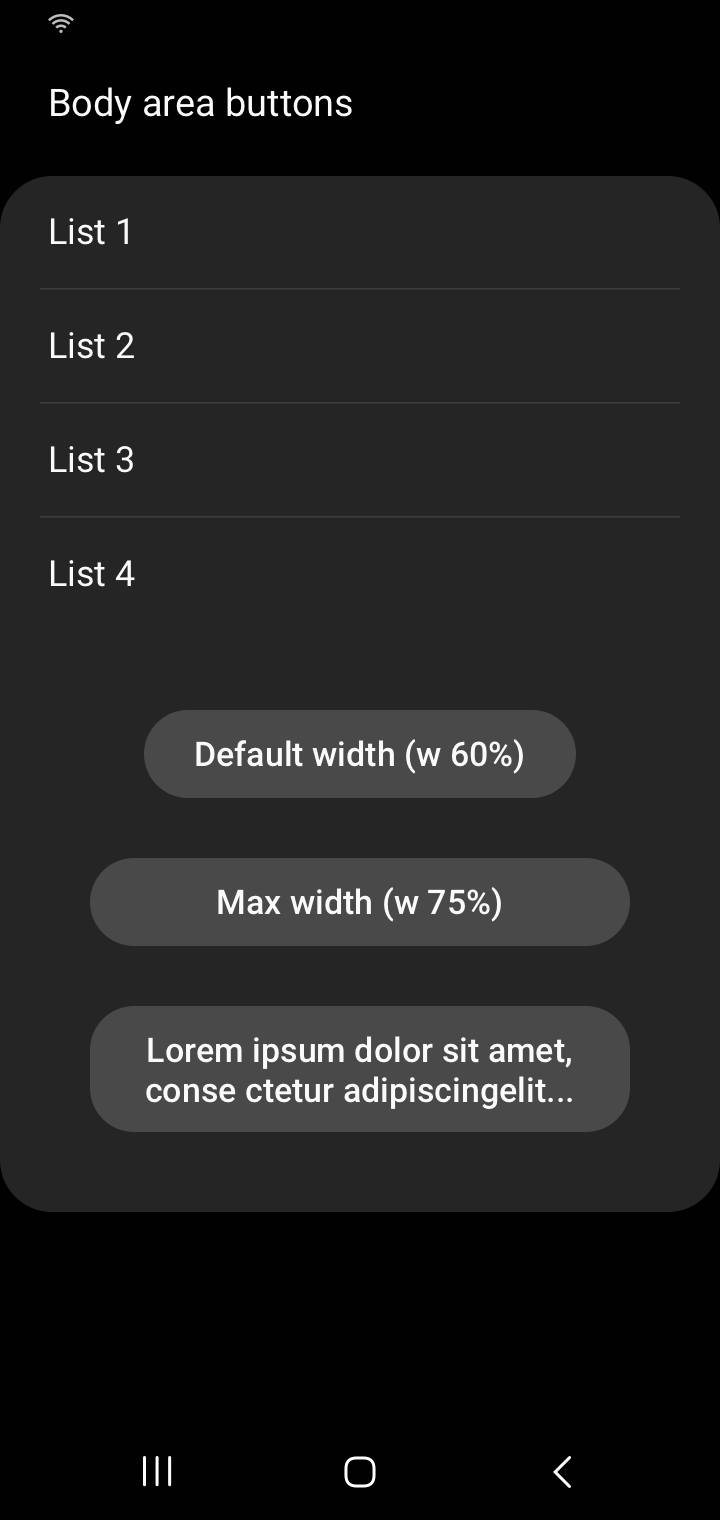 Body area buttons
List 1
List 2
List 3
List 4
Default width (w 60%)
Max width (w 75%)
Lorem ipsum dolor sit amet,
conse ctetur adipiscingelit...